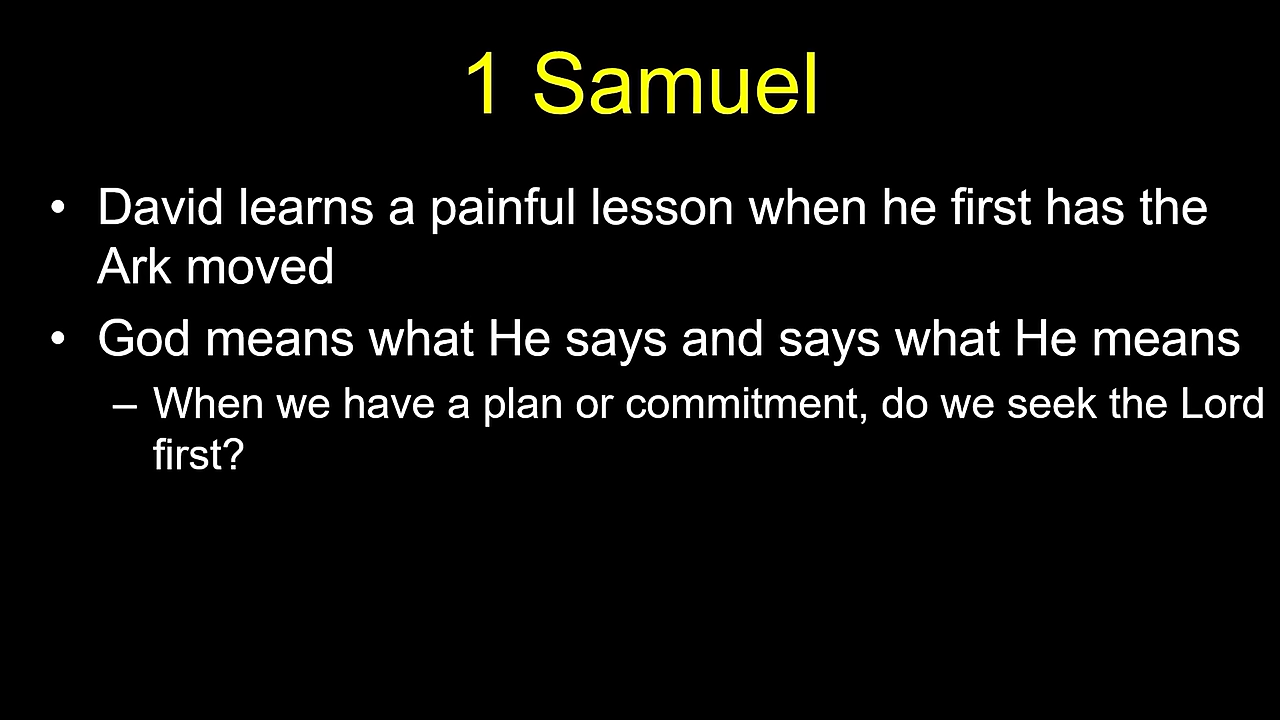 1 Samuel
• David learns a painful lesson when he first has the
Ark moved
• God means what He says and says what He means
– When we have a plan or commitment, do we seek the Lord
first?